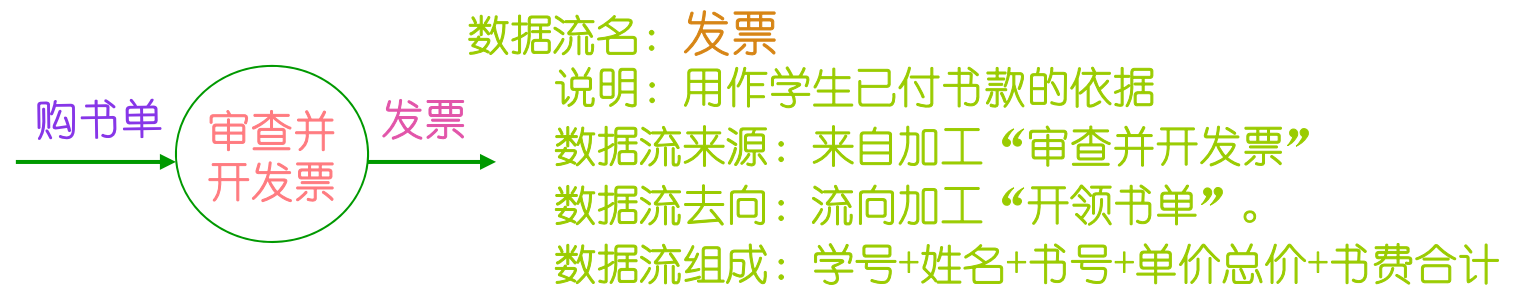 购书单
审查并
开发票
发票
数据流名：发票
说明：用作学生已付书款的依据
数据流来源：来自加工“审查并开发票”
数据流去向：流向加工“开领书单”。
数据流组成：学号+姓名+书号+单价总价+书费合计